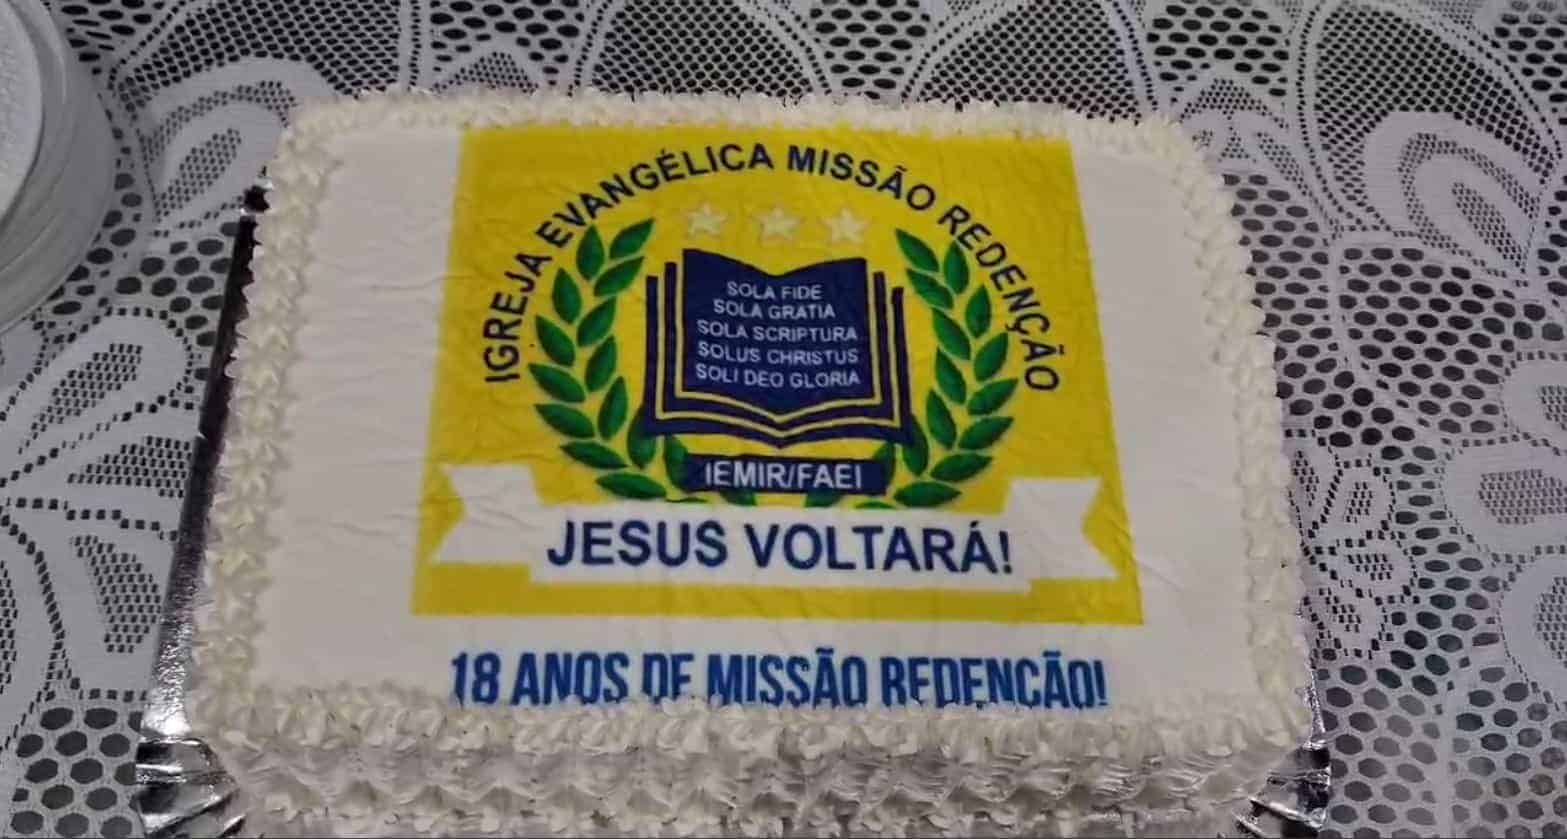 IGREJA EVANGÉLICA MISSÃO REDENÇÃO
SOLA FIDE
SOLA GRATIA
SOLA SCRIPTURA
SOLUS CHRISTUS
SOLI DEO GLORIA
IEMIR/FAEI
JESUS VOLTARÁ!
18 ANOS DE MISSÃO REDENÇÃO!